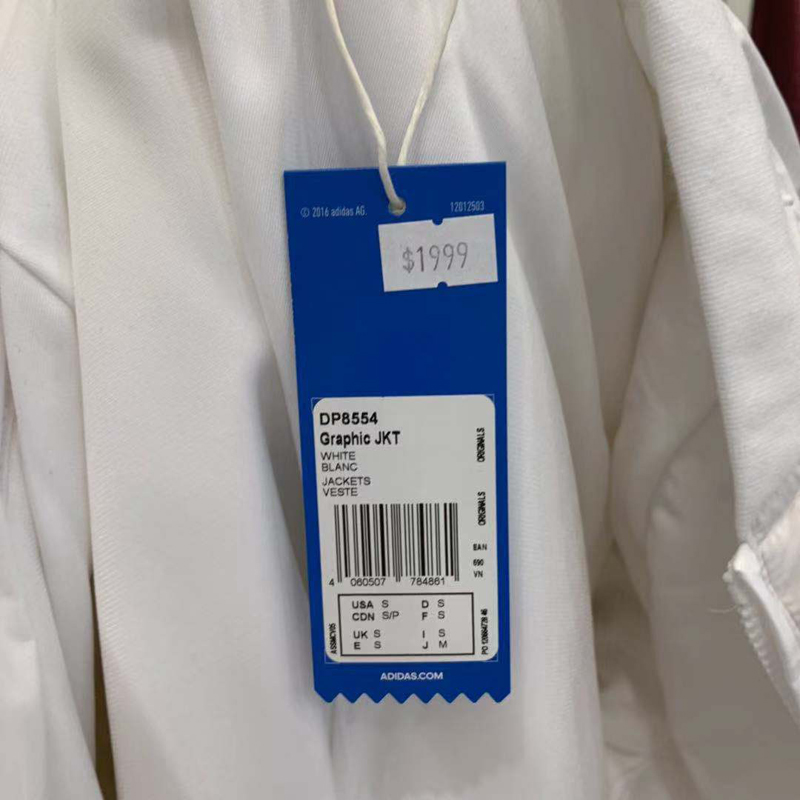 © 2016 adidas AG. 12012503
$1999
DP8554
Graphic JKT
WHITE
BLANC
JACKETS
VESTE
ORIGINALS
ORIGINALS
EAN
690
VN
4 060507 784861
USA S D S
CDN S/P F S
UK S I S
E S J M
ADIDAS.COM